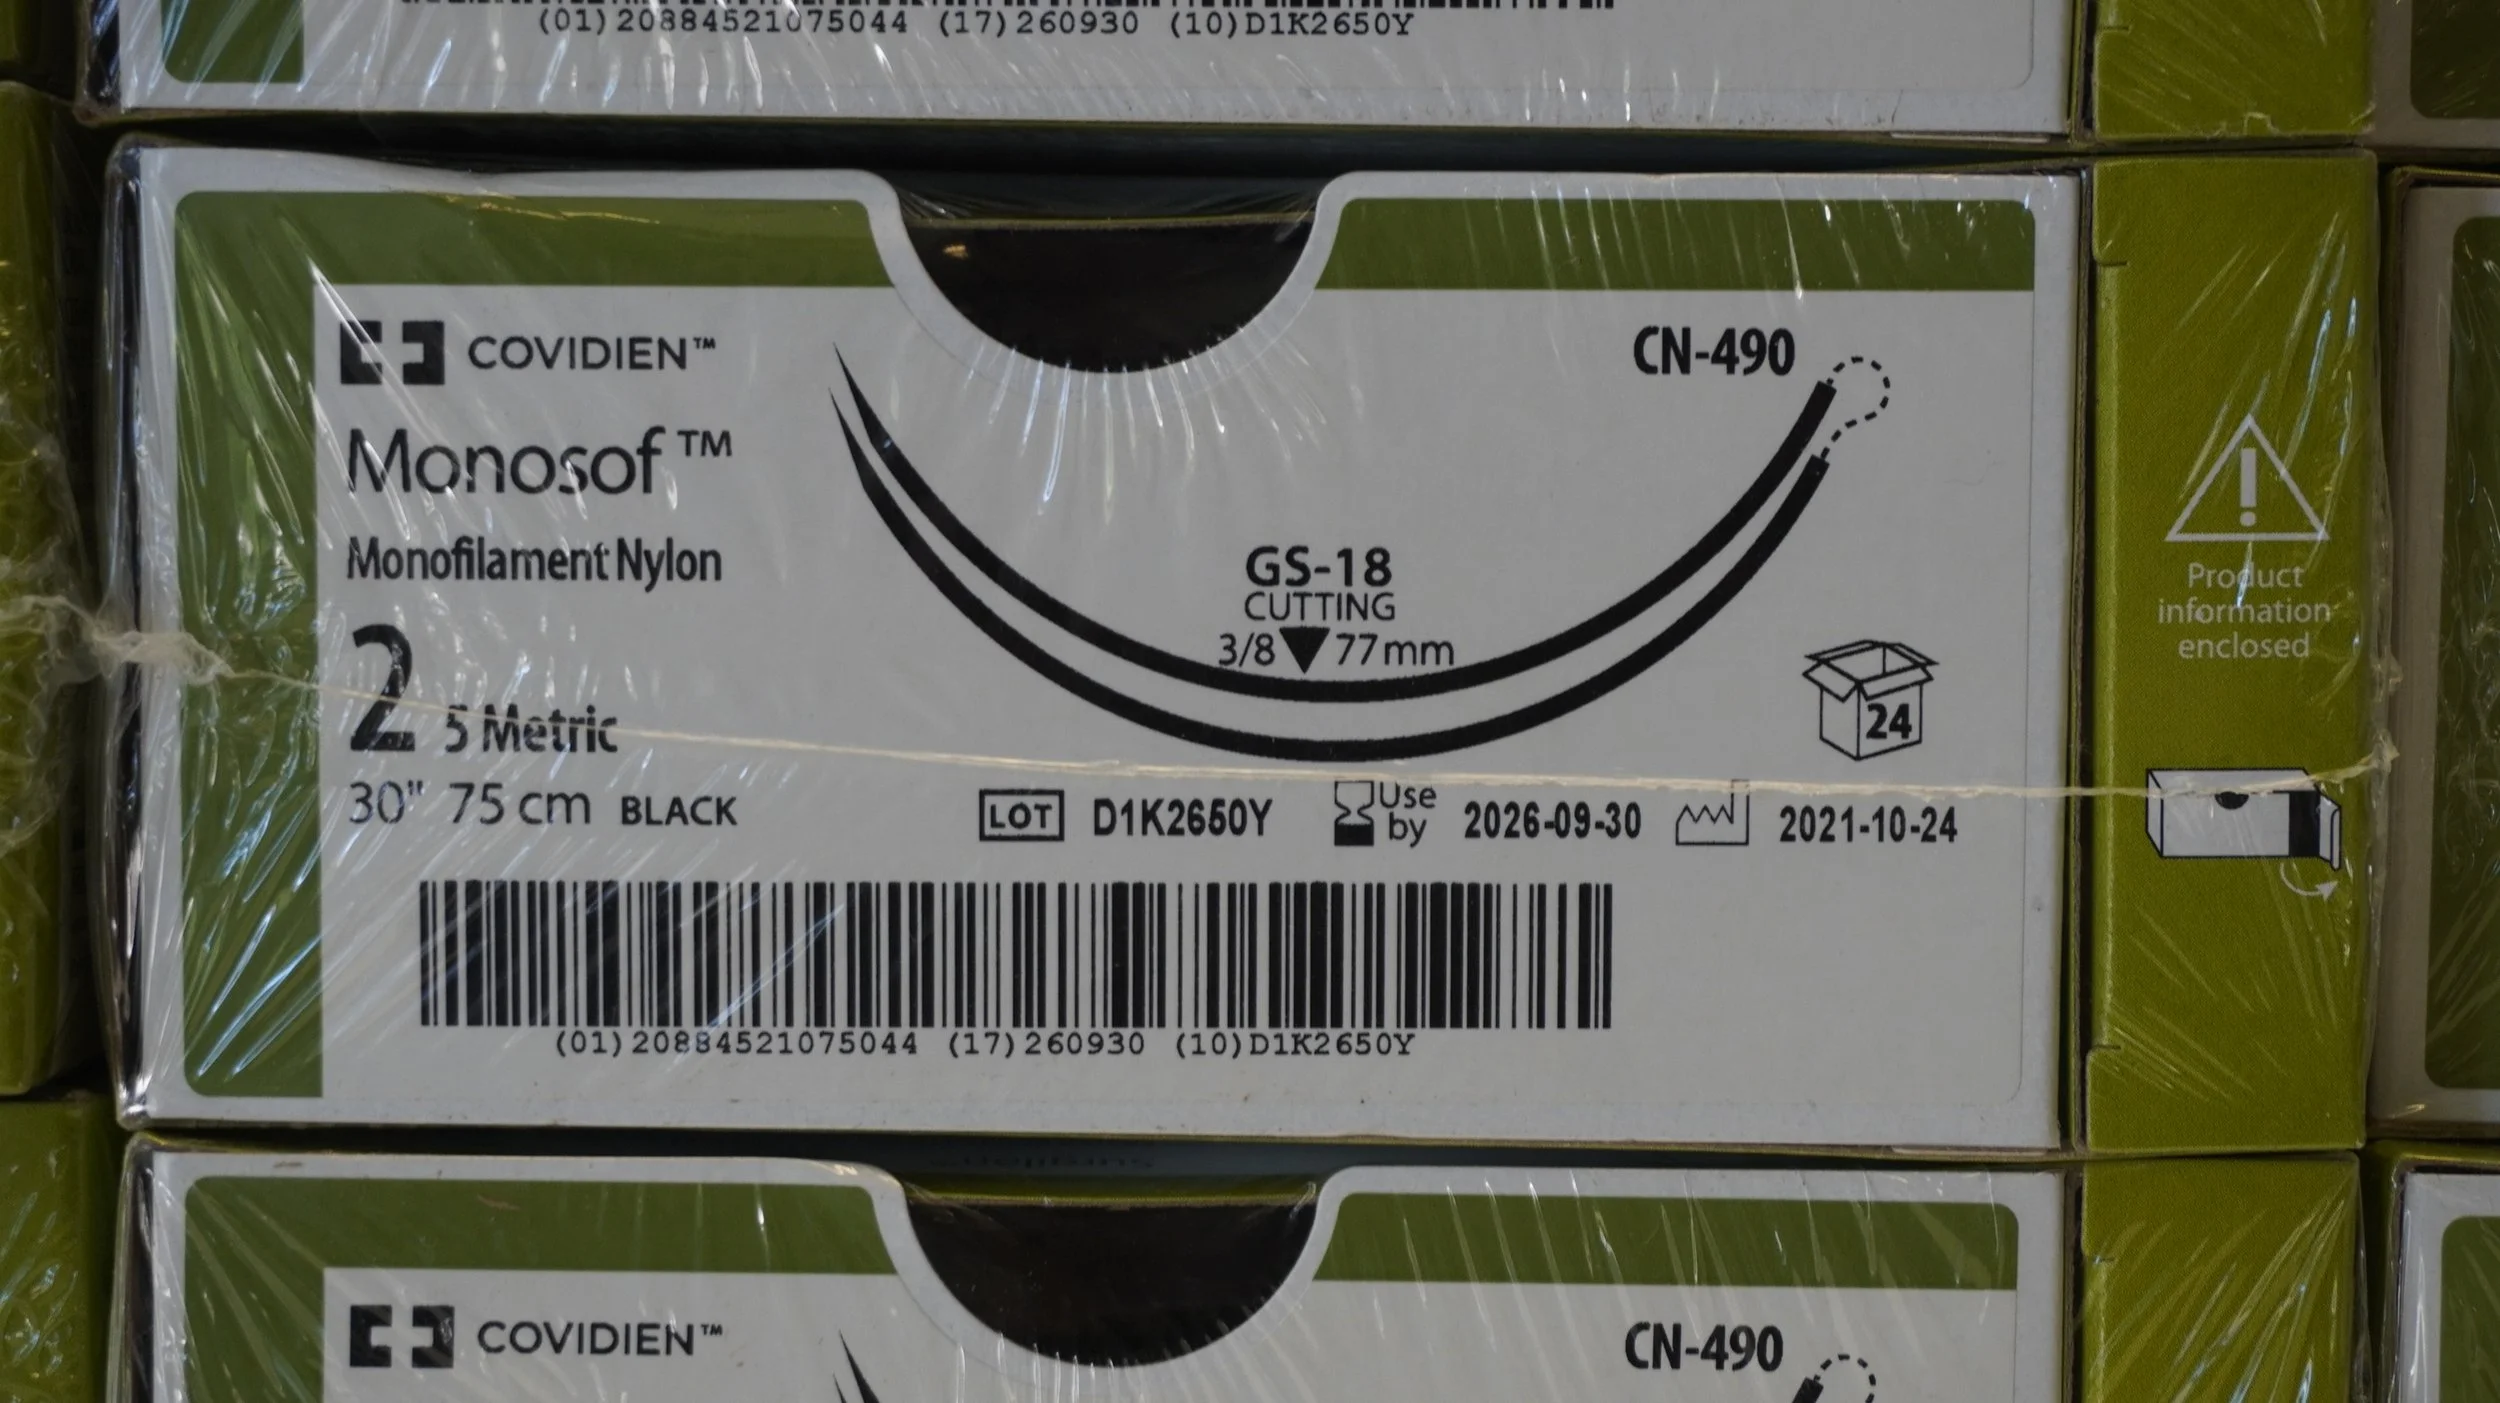 (01)20884521075044 (17)260930 (10)D1K2650Y
COVIDIEN™
CN-490
Monosof™
Monofilament Nylon
GS-18
CUTTING
3/8 77mm
2 5 Metric
24
30" 75 cm BLACK
LOT D1K2650Y Use by 2026-09-30 2021-10-24
(01)20884521075044 (17)260930 (10)D1K2650Y
Product
information
enclosed
COVIDIEN™
CN-490